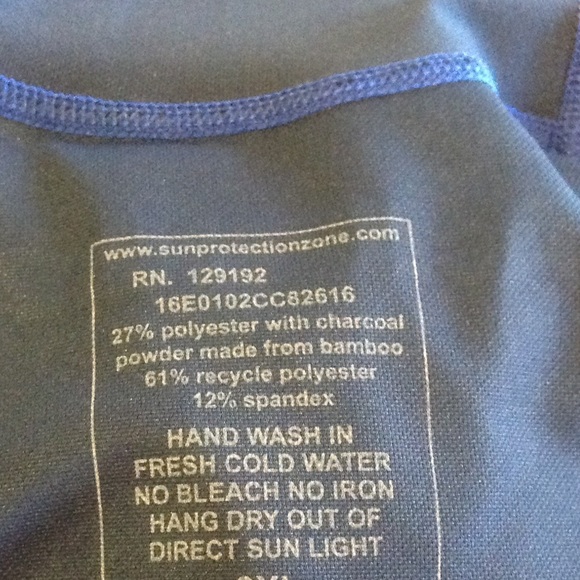 www.sunprotectionzone.com
RN. 129192
16E0102CC82616
27% polyester with charcoal
powder made from bamboo
61% recycle polyester
12% spandex
HAND WASH IN
FRESH COLD WATER
NO BLEACH NO IRON
HANG DRY OUT OF
DIRECT SUN LIGHT